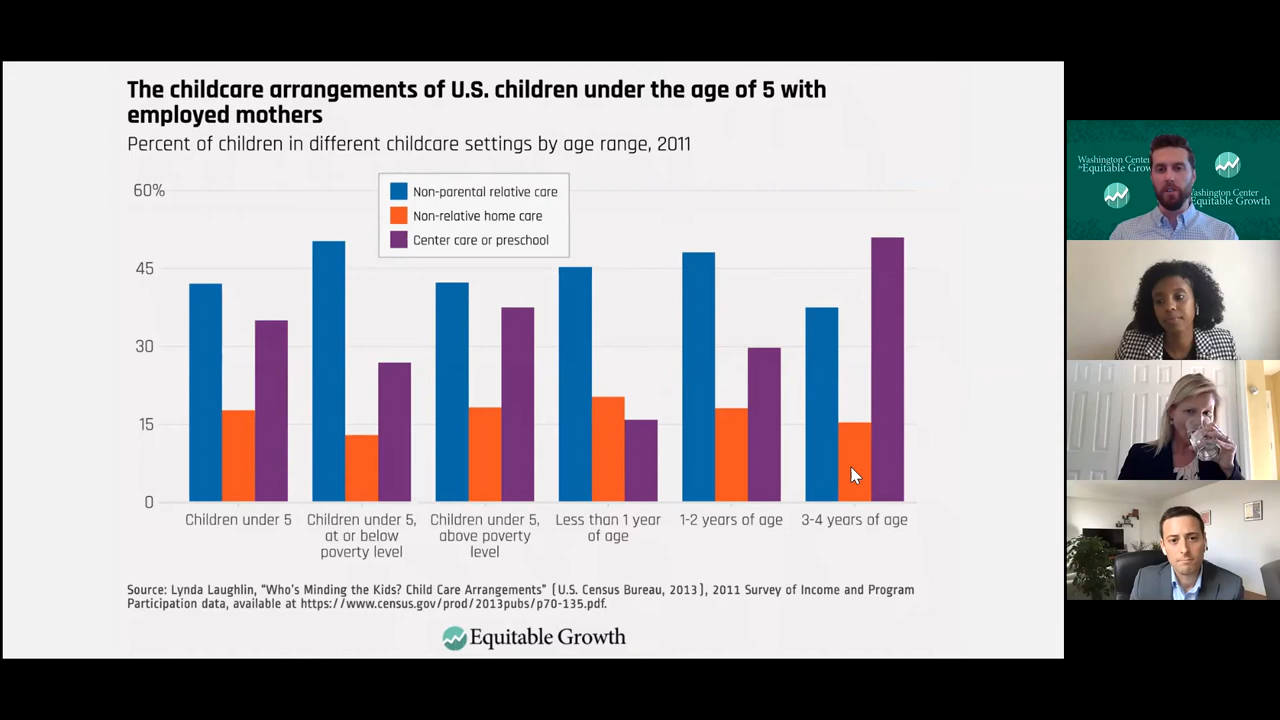 The childcare arrangements of U.S. children under the age of 5 with
employed mothers
Percent of children in different childcare settings by age range, 2011
60%
45
30
15
0
Non-parental relative care
Non-relative home care
Center care or preschool
Children under 5
Children under 5,
at or below
poverty level
Children under 5,
above poverty
level
Less than 1 year
of age
1-2 years of age
3-4 years of age
Source: Lynda Laughlin, “Who’s Minding the Kids? Child Care Arrangements” (U.S. Census Bureau, 2013), 2011 Survey of Income and Program
Participation data, available at https://www.census.gov/prod/2013pubs/p70-135.pdf.
Equitable Growth
Washington Center
Equitable Grow
ashington Center
Equitable Growth